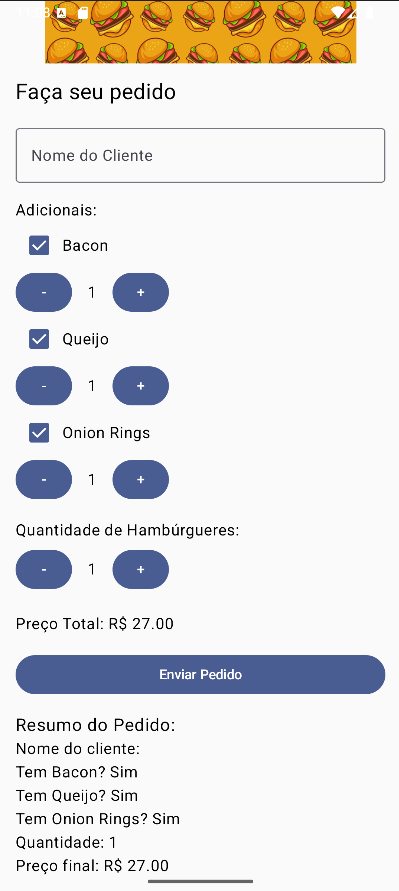 Faça seu pedido
Nome do Cliente
Adicionais:
Bacon
- 1 +
Queijo
- 1 +
Onion Rings
- 1 +
Quantidade de Hambúrgueres:
- 1 +
Preço Total: R$ 27.00
Enviar Pedido
Resumo do Pedido:
Nome do cliente:
Tem Bacon? Sim
Tem Queijo? Sim
Tem Onion Rings? Sim
Quantidade: 1
Preço final: R$ 27.00